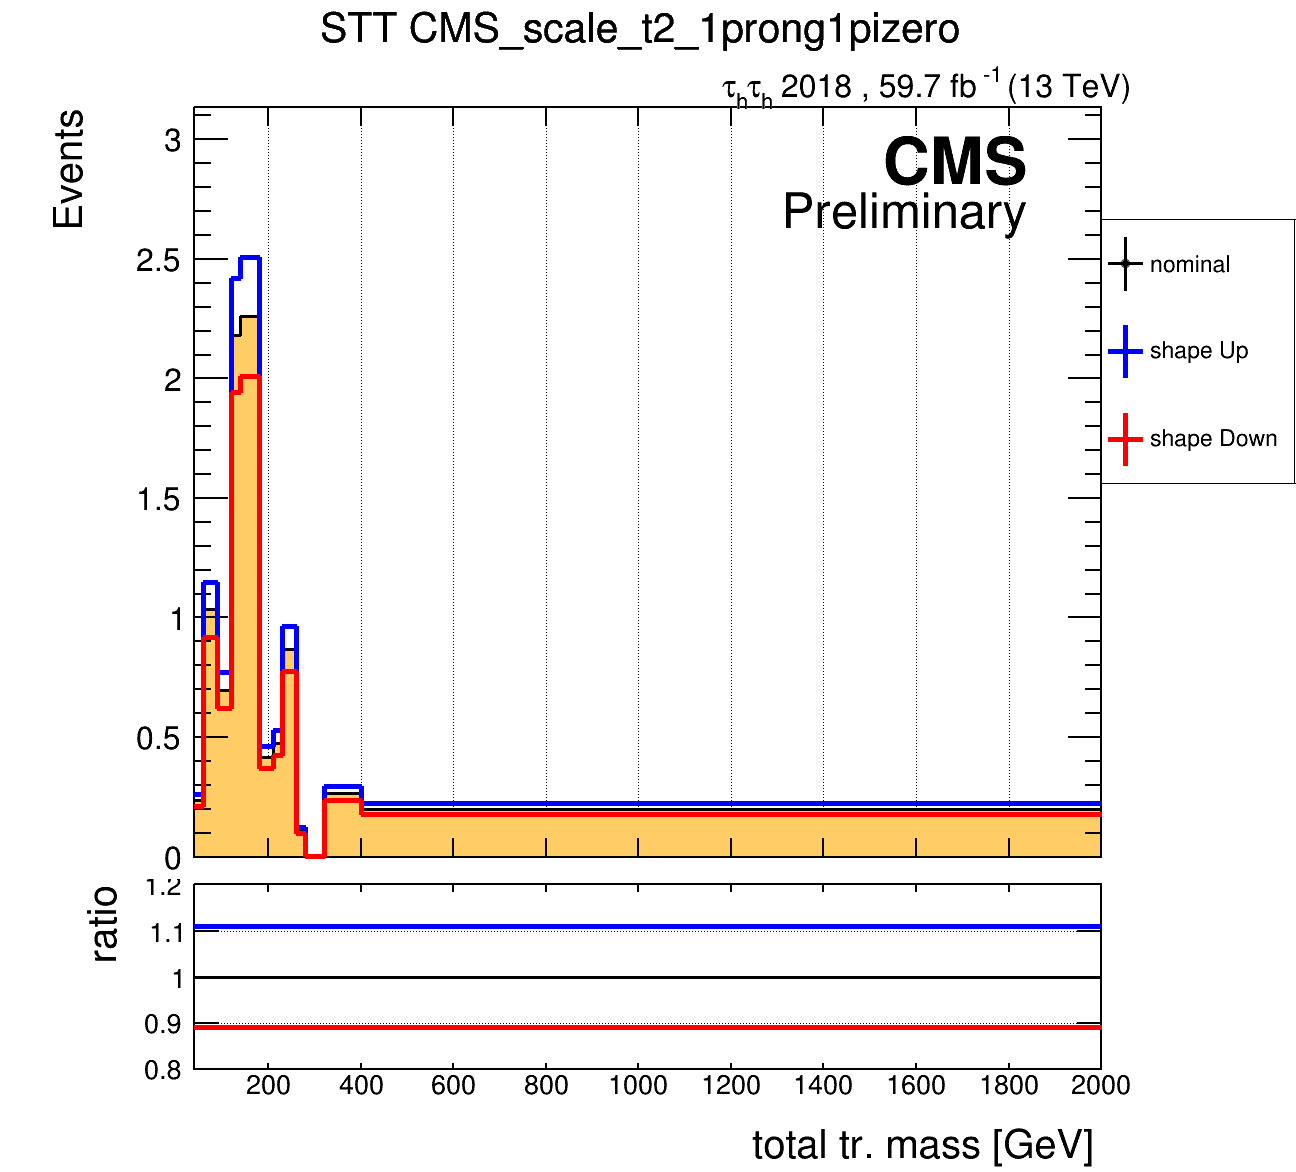 STT CMS_scale_t2_1prong1pizero
τhτh 2018 , 59.7 fb -1 (13 TeV)
Events
CMS
Preliminary
3
2.5
2
1.5
1
0.5
0
nominal
shape Up
shape Down
ratio
1.2
1.1
1
0.9
0.8
200 400 600 800 1000 1200 1400 1600 1800 2000
total tr. mass [GeV]